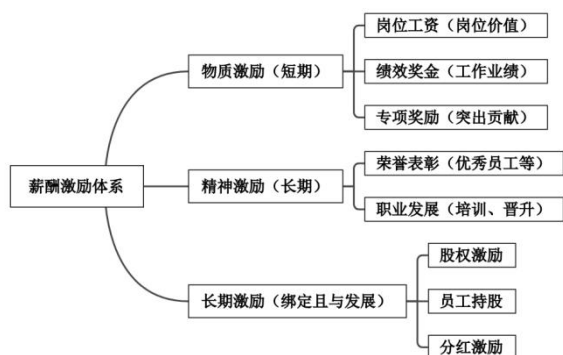 薪酬激励体系
物质激励（短期）
岗位工资（岗位价值）
绩效奖金（工作业绩）
专项奖励（突出贡献）
精神激励（长期）
荣誉表彰（优秀员工等）
职业发展（培训、晋升）
长期激励（绑定且与发展）
股权激励
员工持股
分红激励